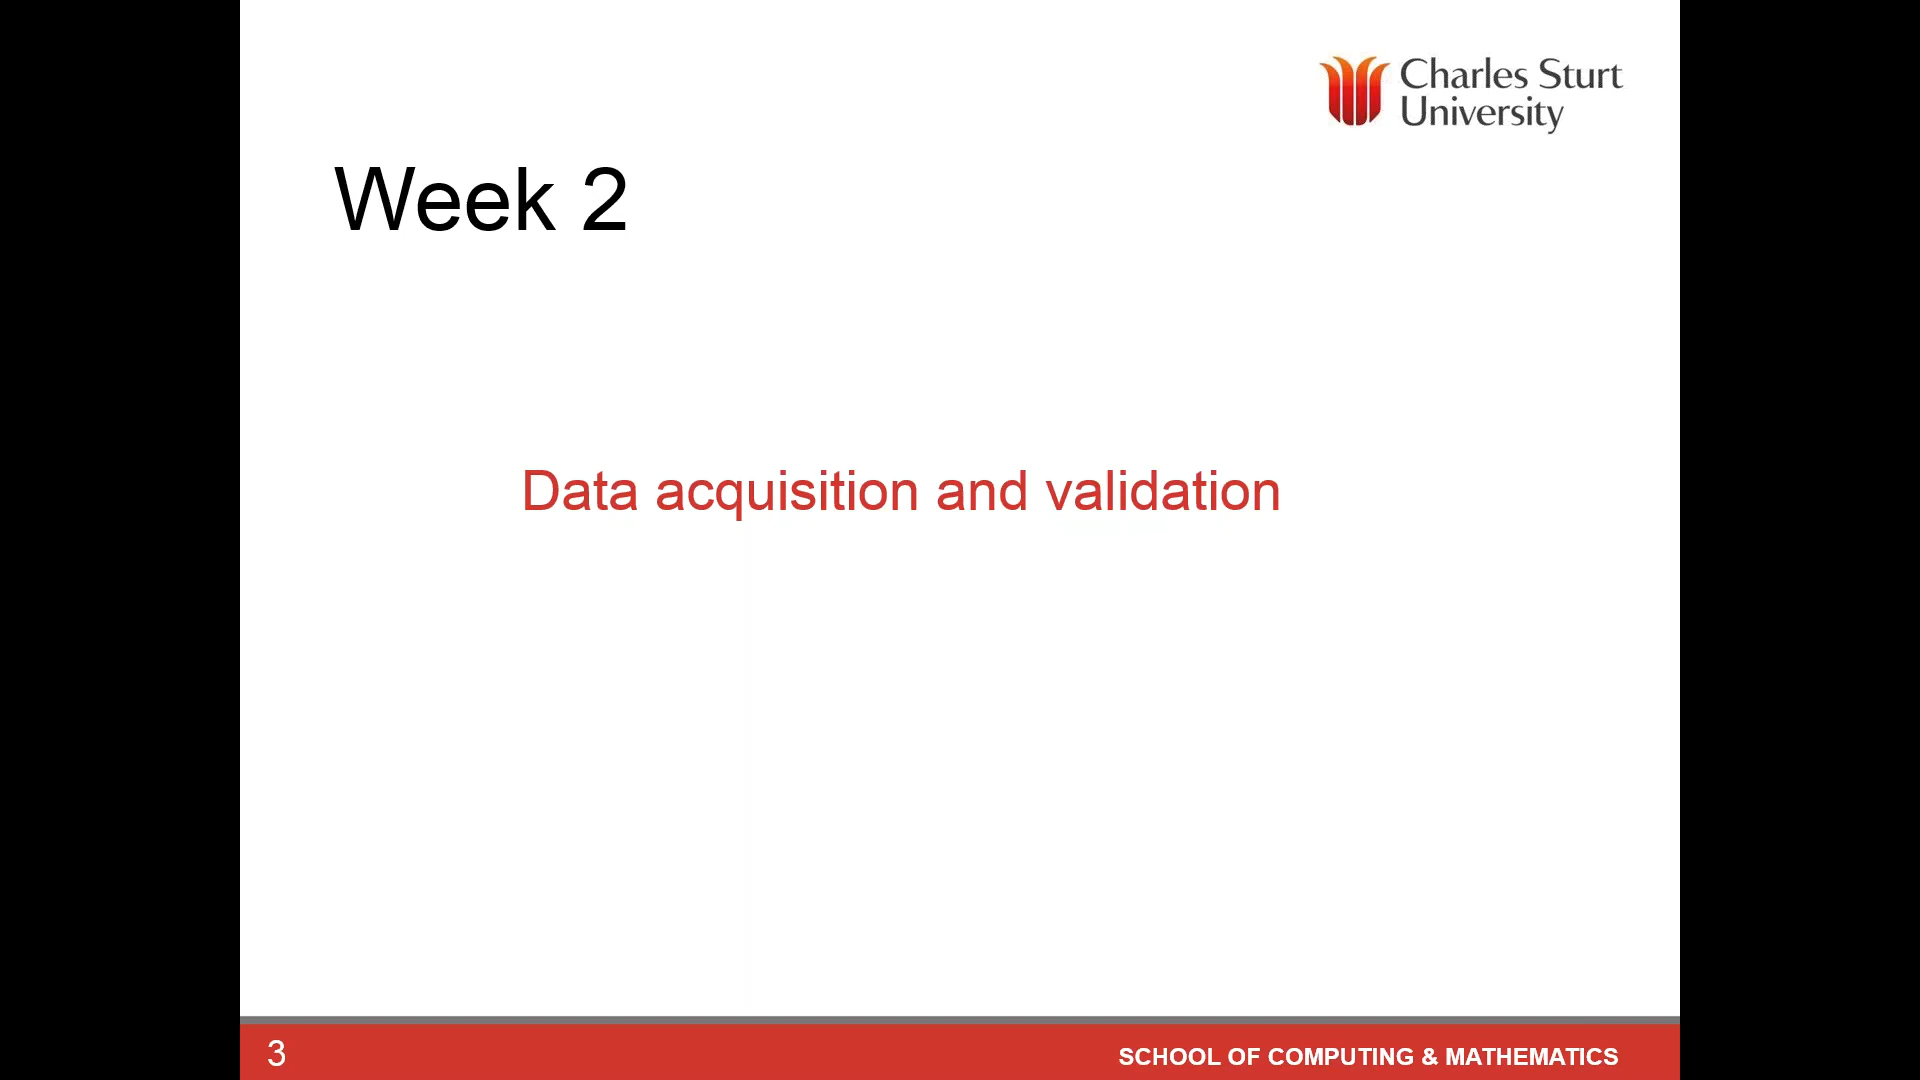 Charles Sturt
University
Week 2
Data acquisition and validation
3
SCHOOL OF COMPUTING & MATHEMATICS